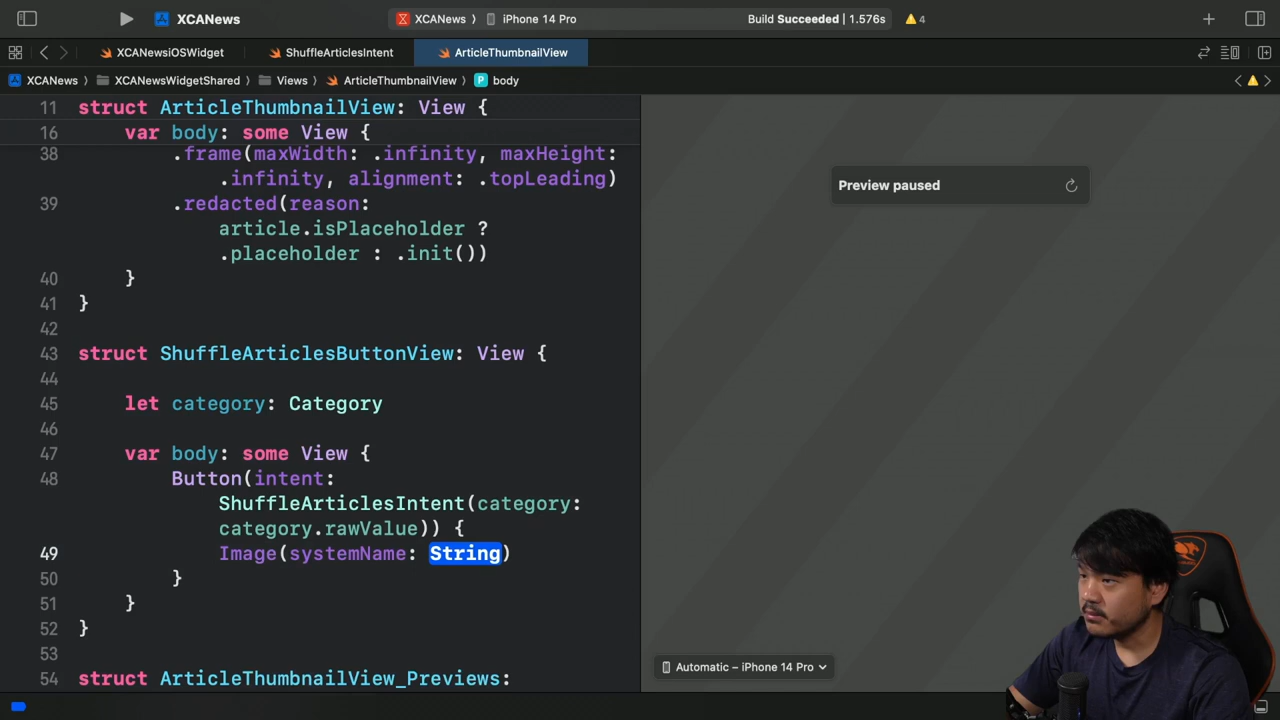 XCANews
XCANews 〉 iPhone 14 Pro
Build Succeeded | 1.576s
4
XCANewsiOSWidget
ShuffleArticlesIntent
ArticleThumbnailView
XCANews 〉 XCANewsWidgetShared 〉 Views 〉 ArticleThumbnailView 〉 P body
11 struct ArticleThumbnailView: View {
16 var body: some View {
38 .frame(maxWidth: .infinity, maxHeight:
.infinity, alignment: .topLeading)
39 .redacted(reason:
article.isPlaceholder ?
.placeholder : .init())
40 }
41 }
42
43 struct ShuffleArticlesButtonView: View {
44
45 let category: Category
46
47 var body: some View {
48 Button(intent:
ShuffleArticlesIntent(category:
category.rawValue)) {
49 Image(systemName: String)
50 }
51 }
52 }
53
54 struct ArticleThumbnailView_Previews:
Preview paused
Automatic – iPhone 14 Pro